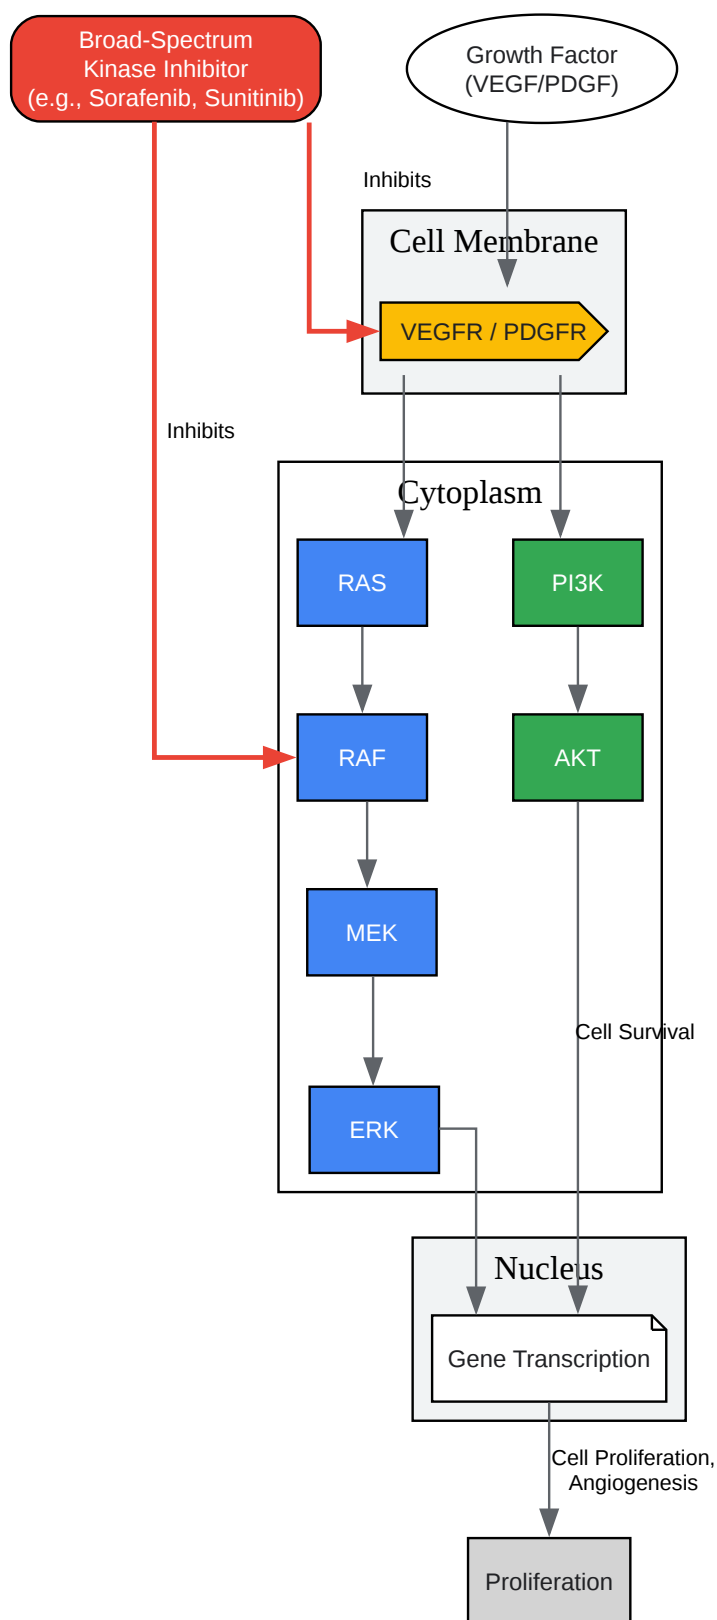 Broad-Spectrum
Kinase Inhibitor
(e.g., Sorafenib, Sunitinib)
Growth Factor
(VEGF/PDGF)
Inhibits
Cell Membrane
VEGFR / PDGFR
Inhibits
Cytoplasm
RAS
PI3K
RAF
AKT
MEK
Cell Survival
ERK
Nucleus
Gene Transcription
Cell Proliferation,
Angiogenesis
Proliferation